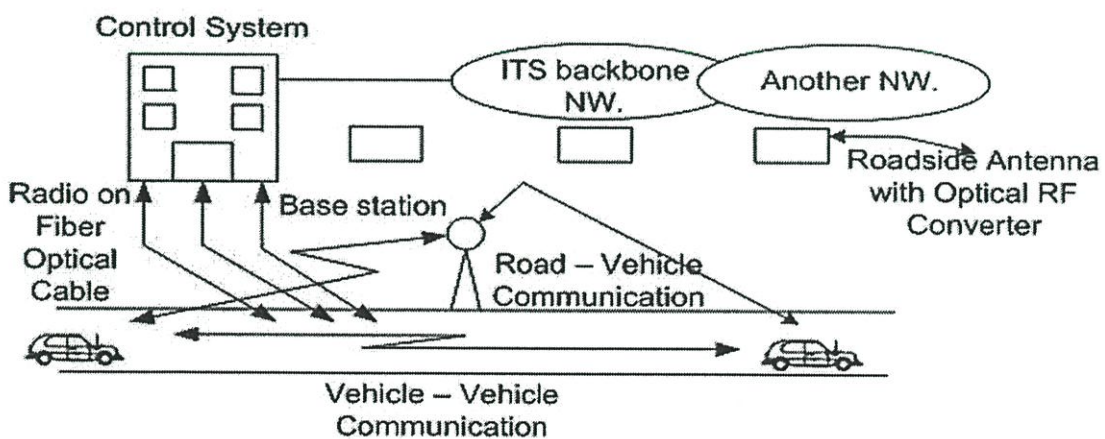 Control System
ITS backbone
NW.
Another NW.
Roadside Antenna
with Optical RF
Converter
Radio on
Fiber
Optical
Cable
Base station
Road – Vehicle
Communication
Vehicle – Vehicle
Communication